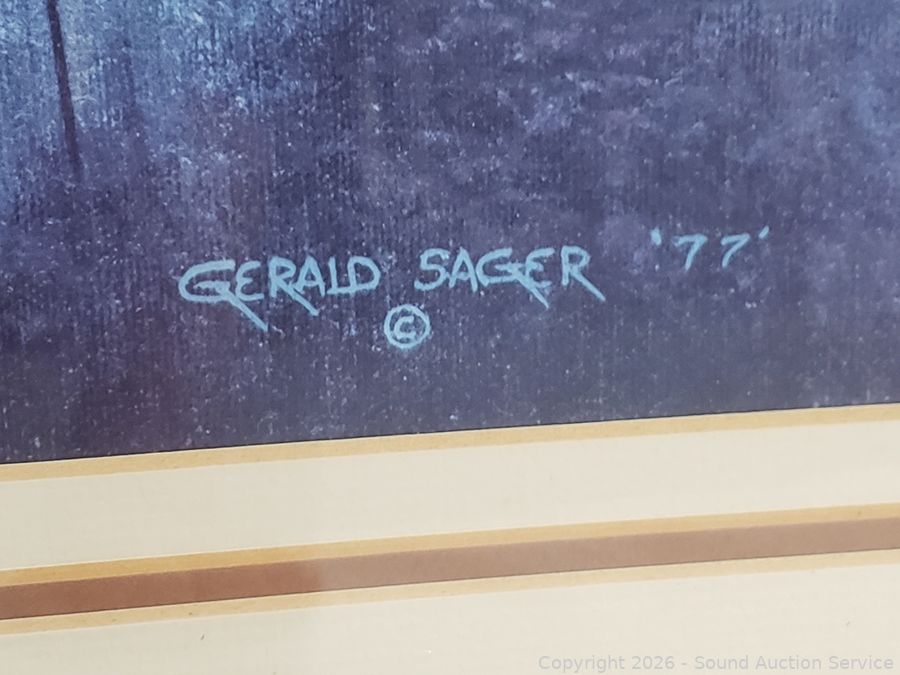 GERALD SAGER '77'
©
Copyright 2026 - Sound Auction Service